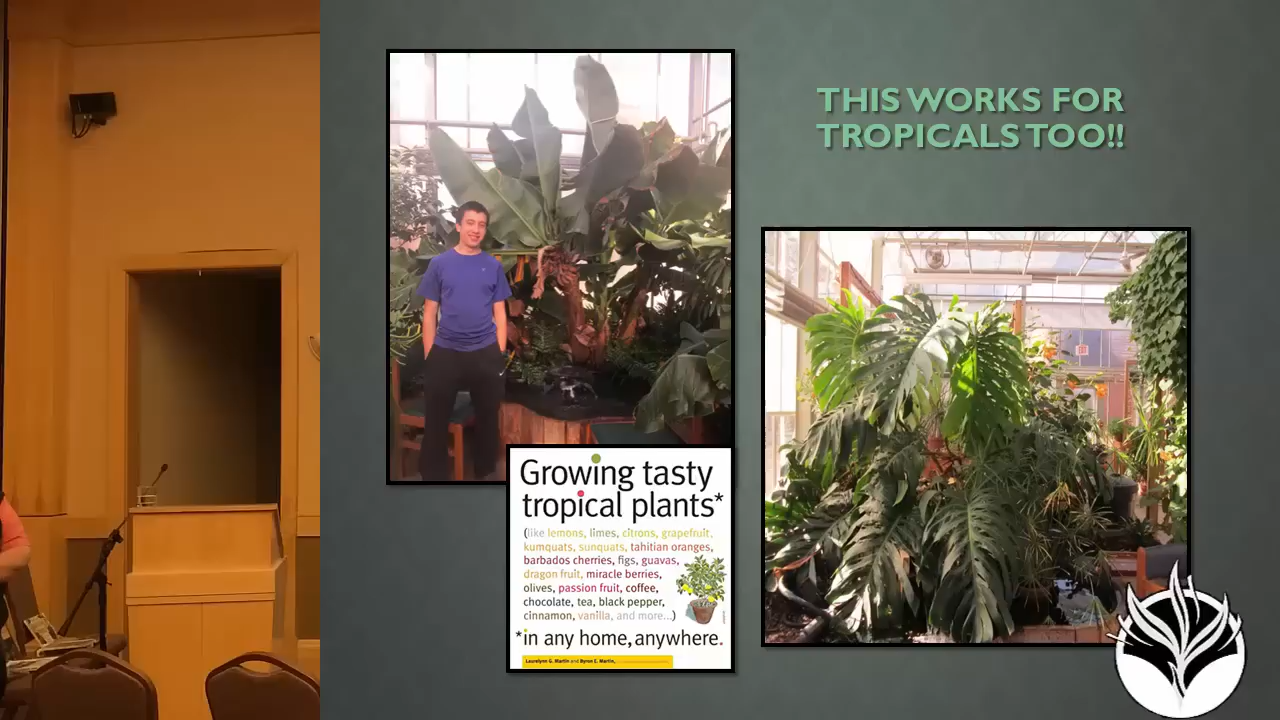 THIS WORKS FOR
TROPICALS TOO!!
Growing tasty
tropical plants*
(like lemons, limes, citrons, grapefruit,
kumquats, sunquats, tahitian oranges,
barbados cherries, figs, guavas,
dragon fruit, miracle berries,
olives, passion fruit, coffee,
chocolate, tea, black pepper,
cinnamon, vanilla, and more...)
*in any home, anywhere.
Laurelynn G. Martin and Byron E. Martin,